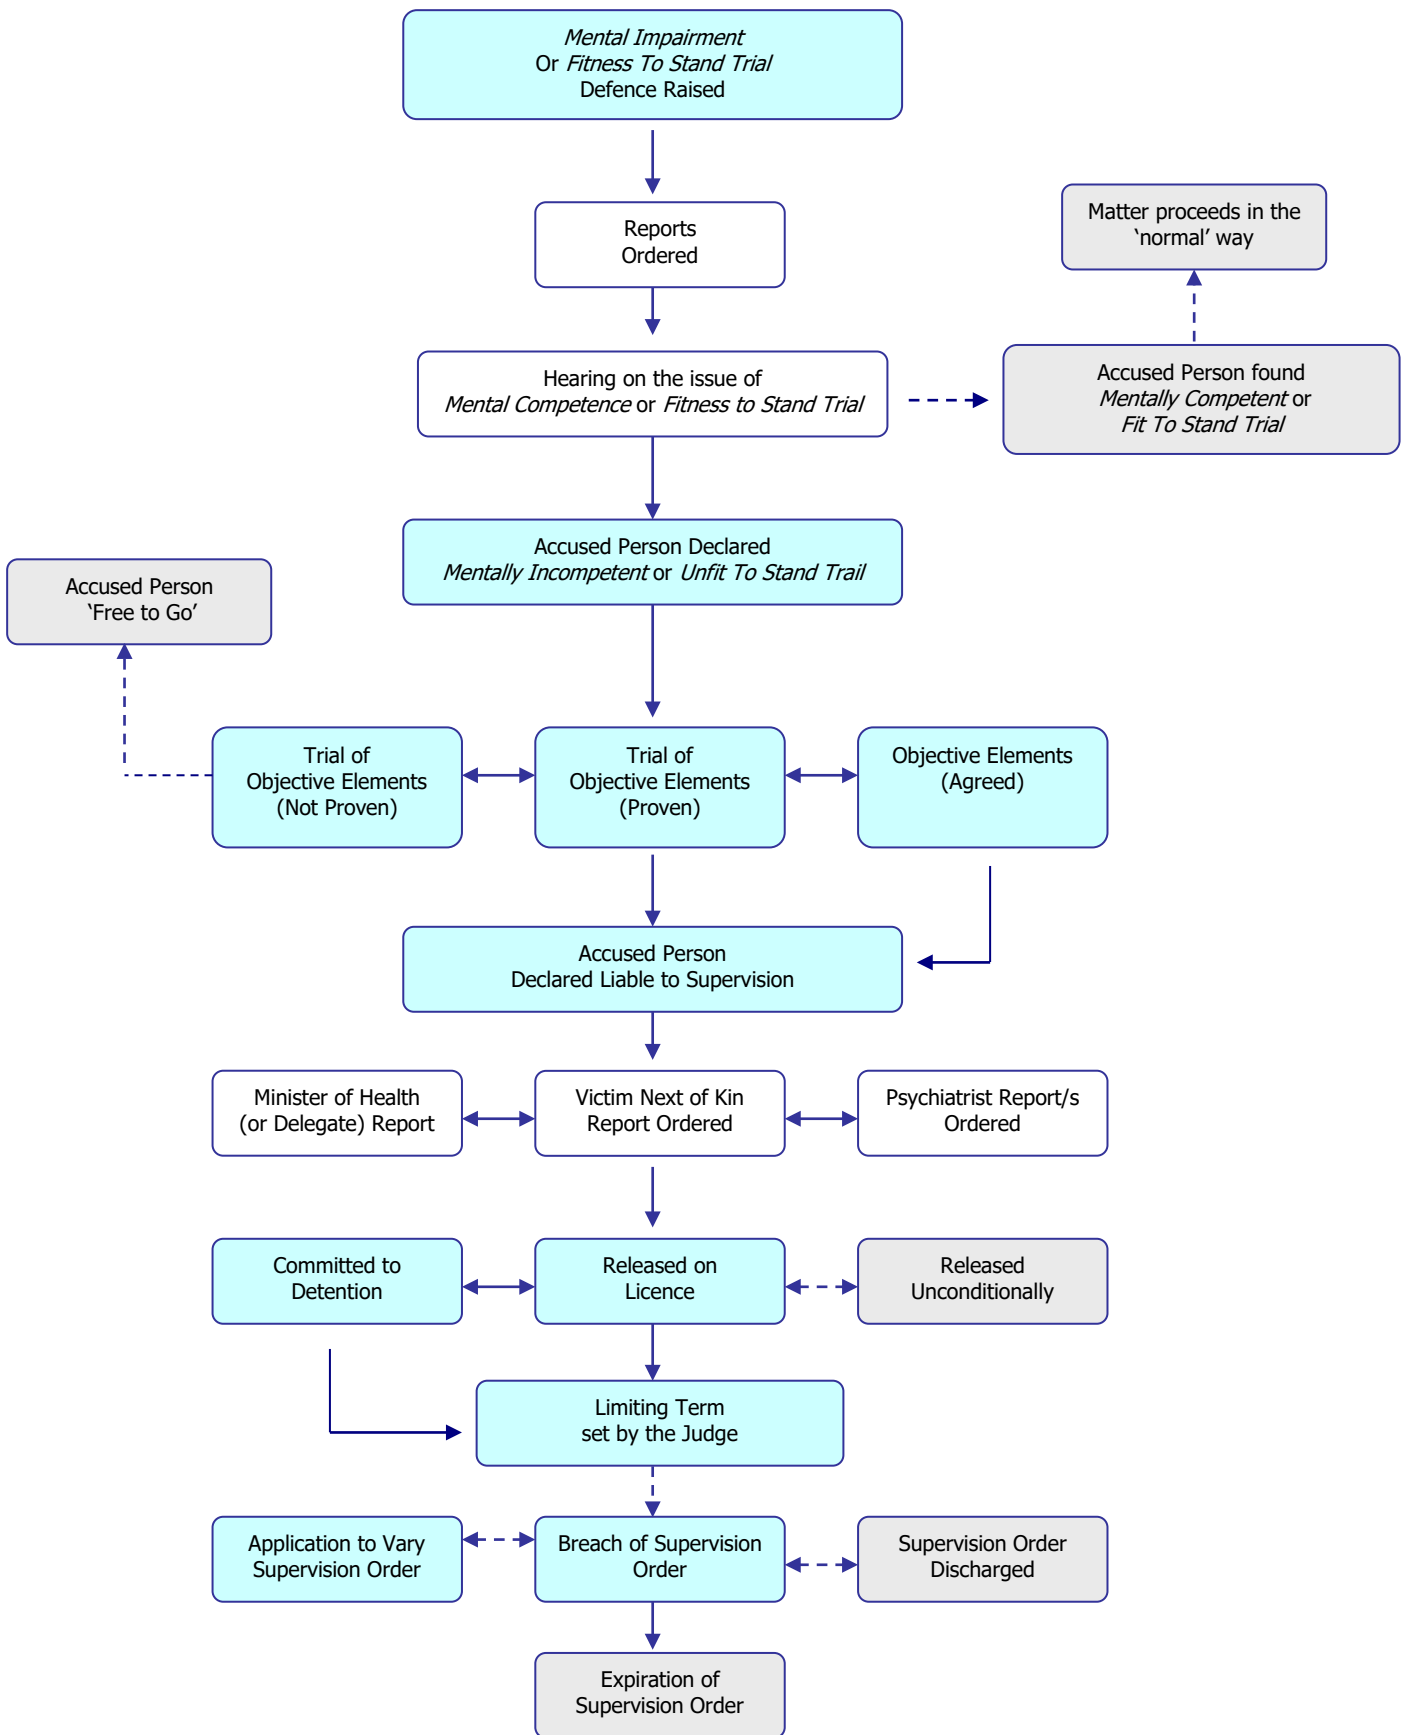 Mental Impairment
Or Fitness To Stand Trial
Defence Raised
Reports
Ordered
Matter proceeds in the
‘normal’ way
Hearing on the issue of
Mental Competence or Fitness to Stand Trial
Accused Person found
Mentally Competent or
Fit To Stand Trial
Accused Person Declared
Mentally Incompetent or Unfit To Stand Trail
Accused Person
‘Free to Go’
Trial of
Objective Elements
(Not Proven)
Trial of
Objective Elements
(Proven)
Objective Elements
(Agreed)
Accused Person
Declared Liable to Supervision
Minister of Health
(or Delegate) Report
Victim Next of Kin
Report Ordered
Psychiatrist Report/s
Ordered
Committed to
Detention
Released on
Licence
Released
Unconditionally
Limiting Term
set by the Judge
Application to Vary
Supervision Order
Breach of Supervision
Order
Supervision Order
Discharged
Expiration of
Supervision Order